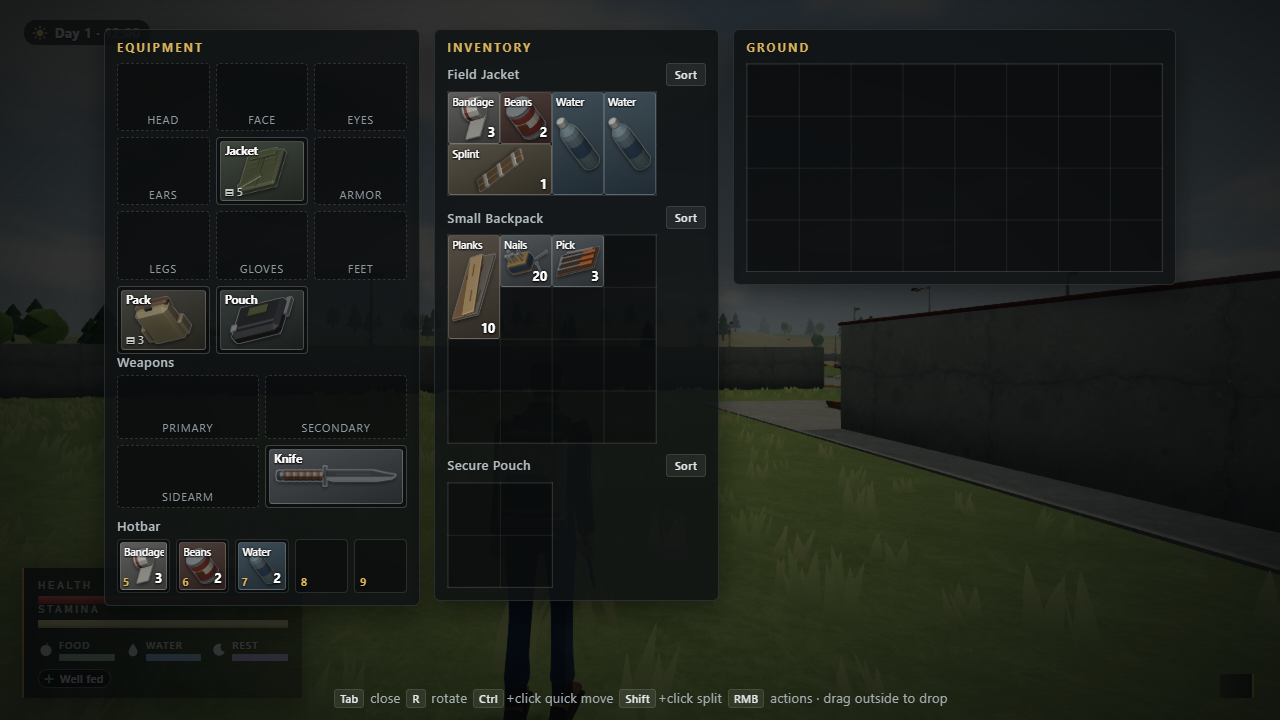 Day 1 ·
EQUIPMENT
HEAD
FACE
EYES
EARS
Jacket
5
ARMOR
LEGS
GLOVES
FEET
Pack
3
Pouch
Weapons
PRIMARY
SECONDARY
SIDEARM
Knife
Hotbar
Bandage
5
3
Beans
6
2
Water
7
2
8
9
INVENTORY
Field Jacket
Sort
Bandage
3
Beans
2
Water
Water
Splint
1
Small Backpack
Sort
Planks
10
Nails
20
Pick
3
Secure Pouch
Sort
GROUND
HEALTH
STAMINA
FOOD
WATER
REST
+ Well fed
Tab close R rotate Ctrl +click quick move Shift +click split RMB actions · drag outside to drop